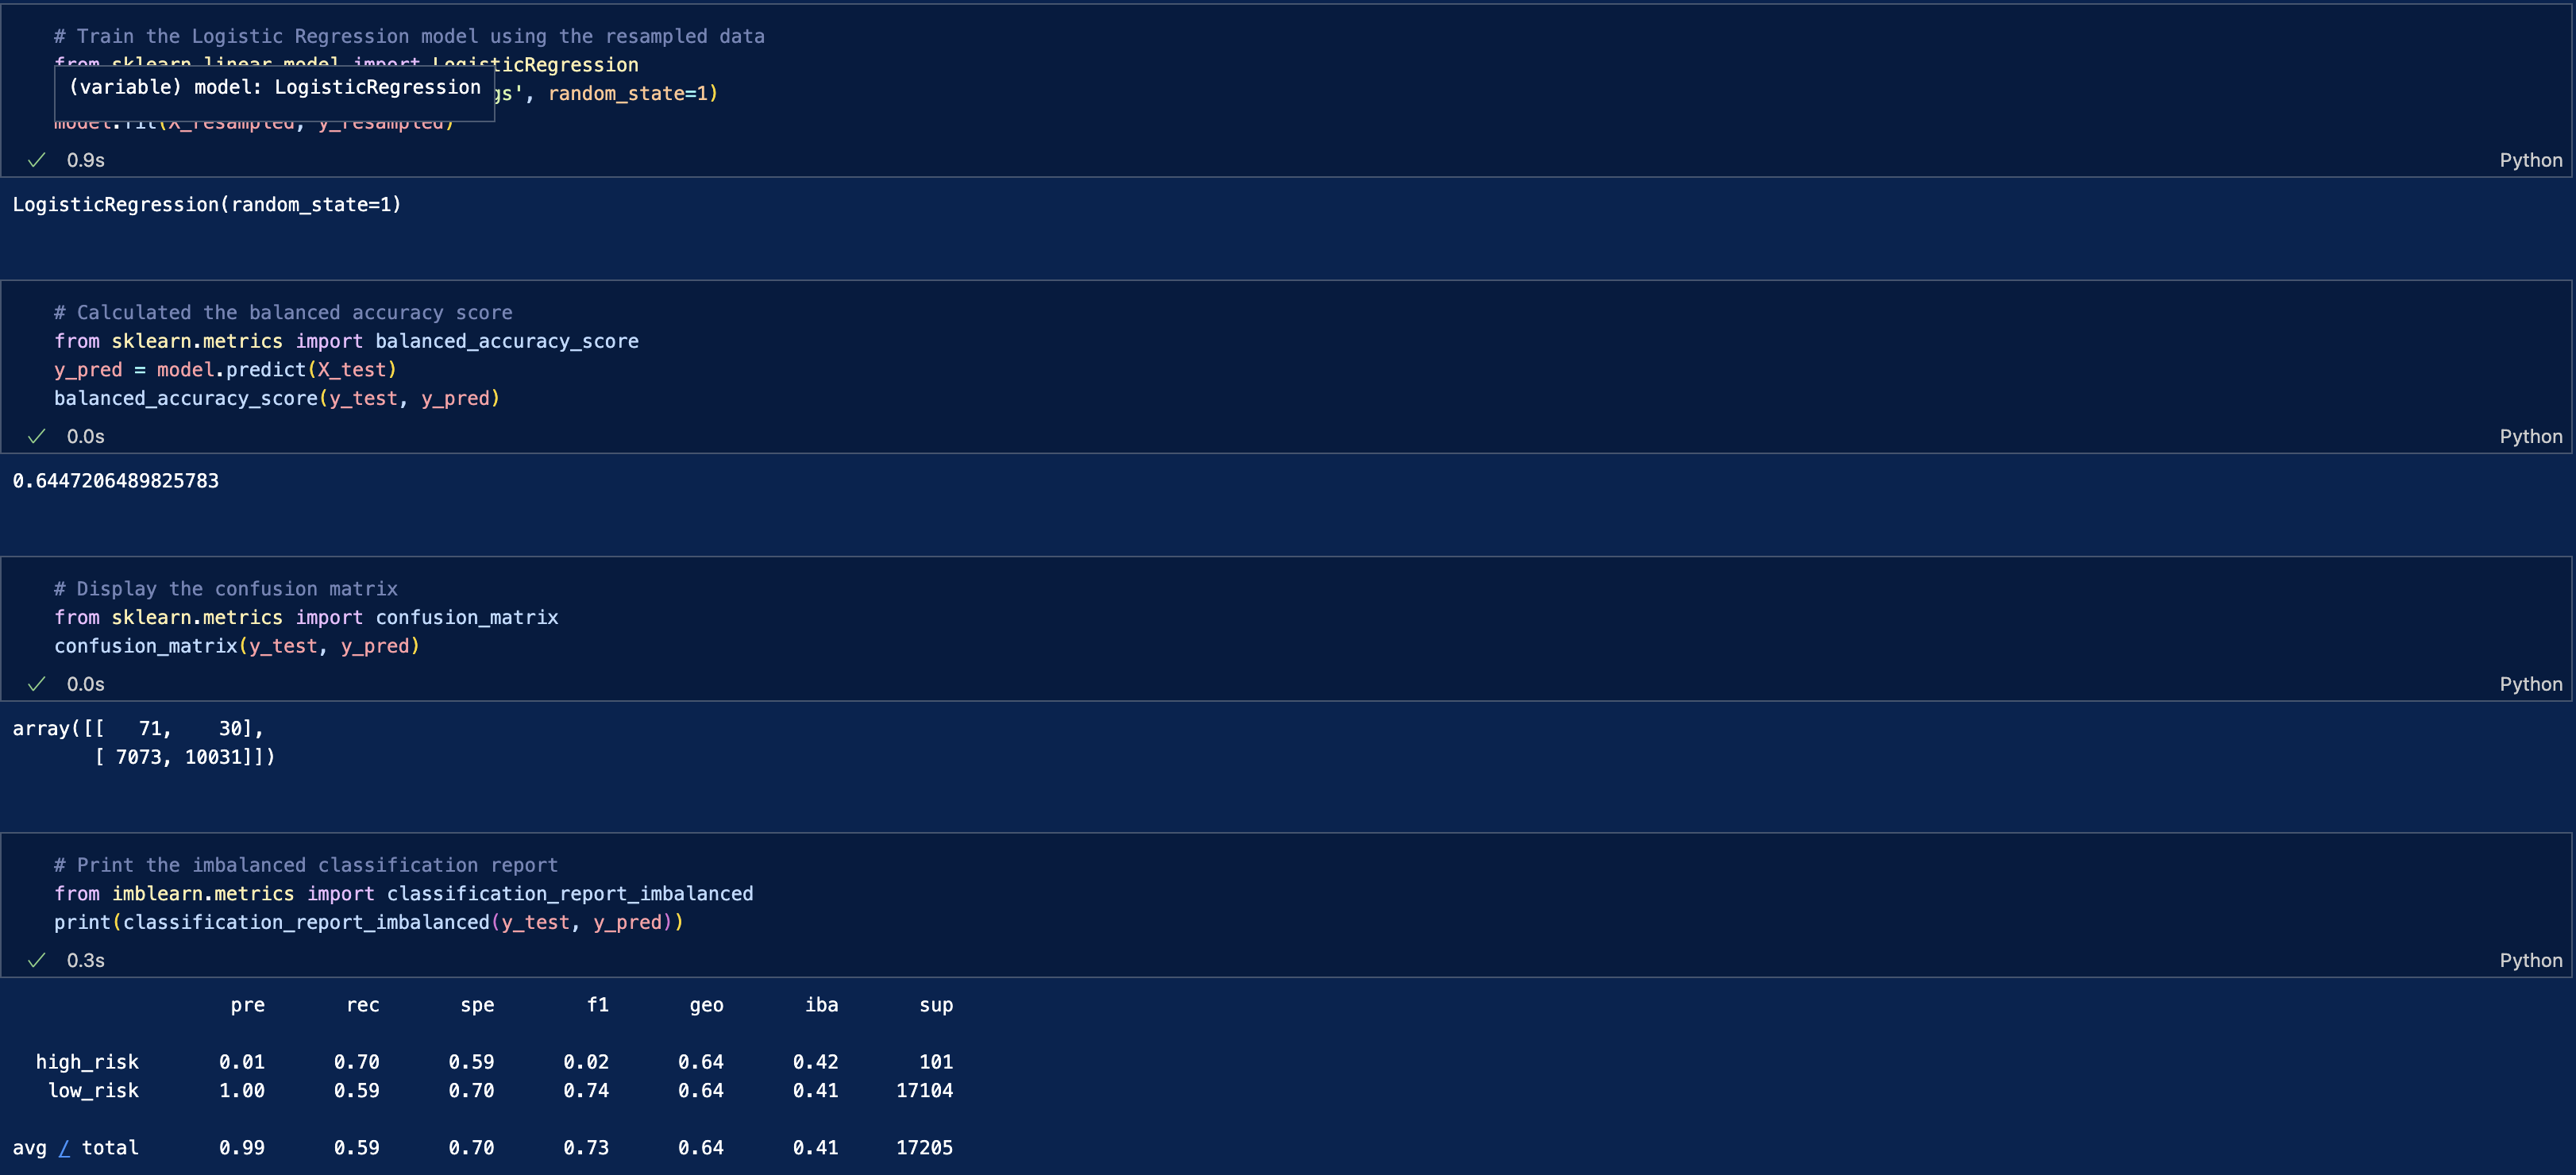 # Train the Logistic Regression model using the resampled data
from sklearn.linear_model import LogisticRegression
(variable) model: LogisticRegression
gs', random_state=1)
model.fit(X_resampled, y_resampled)
0.9s
Python
LogisticRegression(random_state=1)
# Calculated the balanced accuracy score
from sklearn.metrics import balanced_accuracy_score
y_pred = model.predict(X_test)
balanced_accuracy_score(y_test, y_pred)
0.0s
Python
0.6447206489825783
# Display the confusion matrix
from sklearn.metrics import confusion_matrix
confusion_matrix(y_test, y_pred)
0.0s
Python
array([[   71,    30],
       [ 7073, 10031]])
# Print the imbalanced classification report
from imblearn.metrics import classification_report_imbalanced
print(classification_report_imbalanced(y_test, y_pred))
0.3s
Python
pre rec spe f1 geo iba sup
high_risk 0.01 0.70 0.59 0.02 0.64 0.42 101
low_risk 1.00 0.59 0.70 0.74 0.64 0.41 17104
avg / total 0.99 0.59 0.70 0.73 0.64 0.41 17205